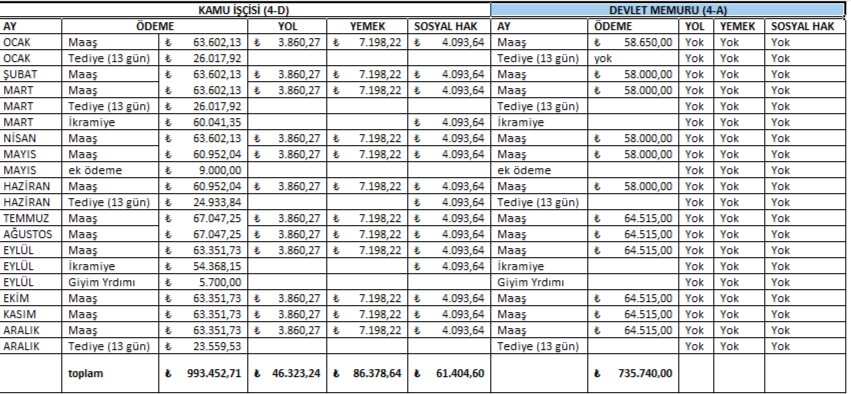 KAMU İŞÇİSİ (4-D) DEVLET MEMURU (4-A)
AY ÖDEME YOL YEMEK SOSYAL HAK AY ÖDEME YOL YEMEK SOSYAL HAK
OCAK Maaş ₺ 63.602,13 ₺ 3.860,27 ₺ 7.198,22 ₺ 4.093,64 Maaş ₺ 58.650,00 Yok Yok Yok
OCAK Tediye (13 gün) ₺ 26.017,92 Tediye (13 gün) yok Yok Yok Yok
ŞUBAT Maaş ₺ 63.602,13 ₺ 3.860,27 ₺ 7.198,22 ₺ 4.093,64 Maaş ₺ 58.000,00 Yok Yok Yok
MART Maaş ₺ 63.602,13 ₺ 3.860,27 ₺ 7.198,22 ₺ 4.093,64 Maaş ₺ 58.000,00 Yok Yok Yok
MART Tediye (13 gün) ₺ 26.017,92 Tediye (13 gün) Yok Yok Yok
MART İkramiye ₺ 60.041,35 ₺ 4.093,64 İkramiye Yok Yok Yok
NİSAN Maaş ₺ 63.602,13 ₺ 3.860,27 ₺ 7.198,22 ₺ 4.093,64 Maaş ₺ 58.000,00 Yok Yok Yok
MAYIS Maaş ₺ 60.952,04 ₺ 3.860,27 ₺ 7.198,22 ₺ 4.093,64 Maaş ₺ 58.000,00 Yok Yok Yok
MAYIS ek ödeme ₺ 9.000,00 ek ödeme Yok Yok Yok
HAZİRAN Maaş ₺ 60.952,04 ₺ 3.860,27 ₺ 7.198,22 ₺ 4.093,64 Maaş ₺ 58.000,00 Yok Yok Yok
HAZİRAN Tediye (13 gün) ₺ 24.933,84 ₺ 4.093,64 Tediye (13 gün) Yok Yok Yok
TEMMUZ Maaş ₺ 67.047,25 ₺ 3.860,27 ₺ 7.198,22 ₺ 4.093,64 Maaş ₺ 64.515,00 Yok Yok Yok
AĞUSTOS Maaş ₺ 67.047,25 ₺ 3.860,27 ₺ 7.198,22 ₺ 4.093,64 Maaş ₺ 64.515,00 Yok Yok Yok
EYLÜL Maaş ₺ 63.351,73 ₺ 3.860,27 ₺ 7.198,22 ₺ 4.093,64 Maaş ₺ 64.515,00 Yok Yok Yok
EYLÜL İkramiye ₺ 54.368,15 ₺ 4.093,64 İkramiye Yok Yok Yok
EYLÜL Giyim Yrdımı ₺ 5.700,00 Giyim Yrdımı Yok Yok Yok
EKİM Maaş ₺ 63.351,73 ₺ 3.860,27 ₺ 7.198,22 ₺ 4.093,64 Maaş ₺ 64.515,00 Yok Yok Yok
KASIM Maaş ₺ 63.351,73 ₺ 3.860,27 ₺ 7.198,22 ₺ 4.093,64 Maaş ₺ 64.515,00 Yok Yok Yok
ARALIK Maaş ₺ 63.351,73 ₺ 3.860,27 ₺ 7.198,22 ₺ 4.093,64 Maaş ₺ 64.515,00 Yok Yok Yok
ARALIK Tediye (13 gün) ₺ 23.559,53 Tediye (13 gün) Yok Yok Yok
toplam ₺ 993.452,71 ₺ 46.323,24 ₺ 86.378,64 ₺ 61.404,60 ₺ 735.740,00